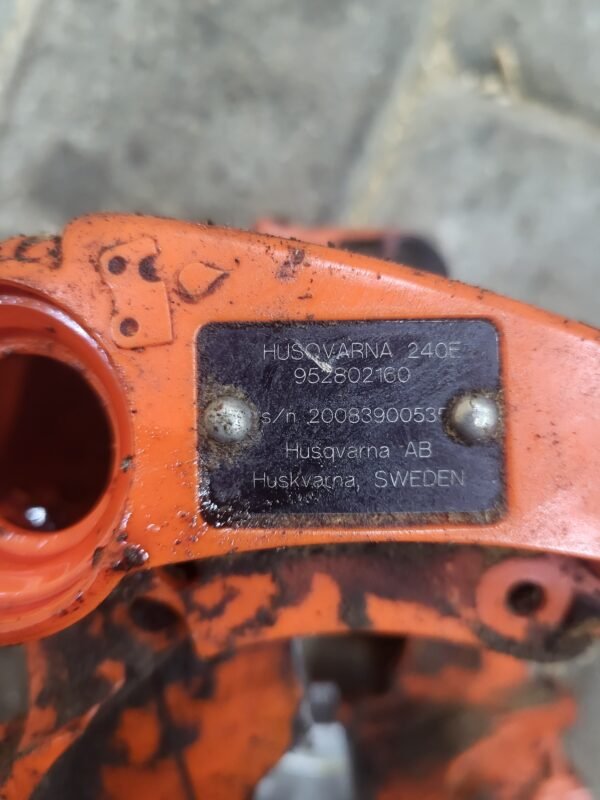 HUSQVARNA 240E
952802160
s/n 20083900535
Husqvarna AB
Huskvarna, SWEDEN